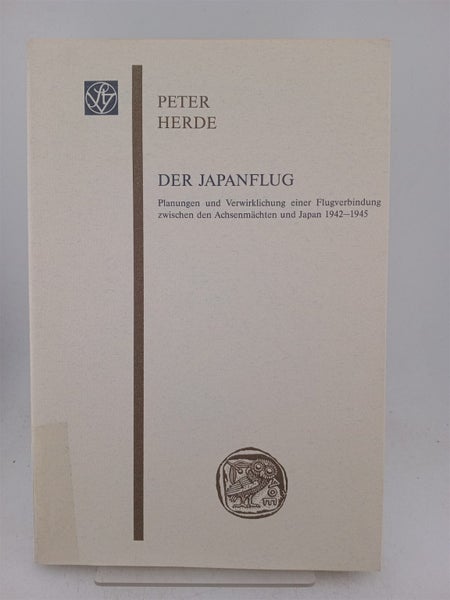 PETER
HERDE
DER JAPANFLUG
Planungen und Verwirklichung einer Flugverbindung
zwischen den Achsenmächten und Japan 1942–1945